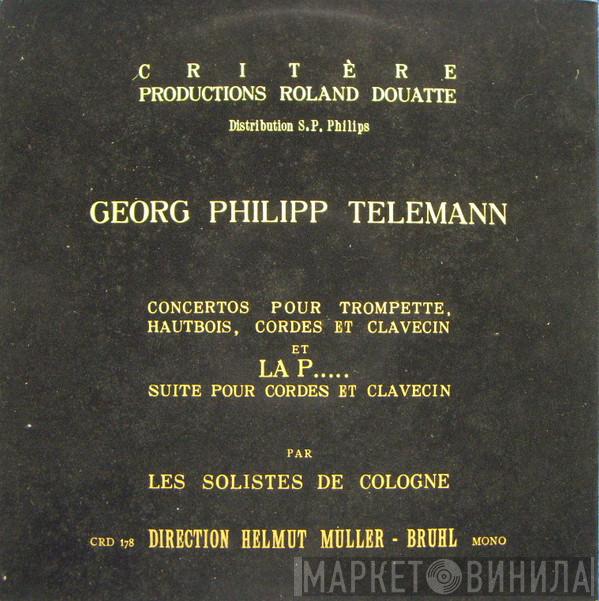 CRITÈRE
PRODUCTIONS ROLAND DOUATTE
Distribution S.P. Philips
GEORG PHILIPP TELEMANN
CONCERTOS POUR TROMPETTE,
HAUTBOIS, CORDES ET CLAVECIN
ET
LA P.....
SUITE POUR CORDES ET CLAVECIN
PAR
LES SOLISTES DE COLOGNE
CRD 178 DIRECTION HELMUT MÜLLER - BRUHL MONO
МАРКЕТ ВИНИЛА